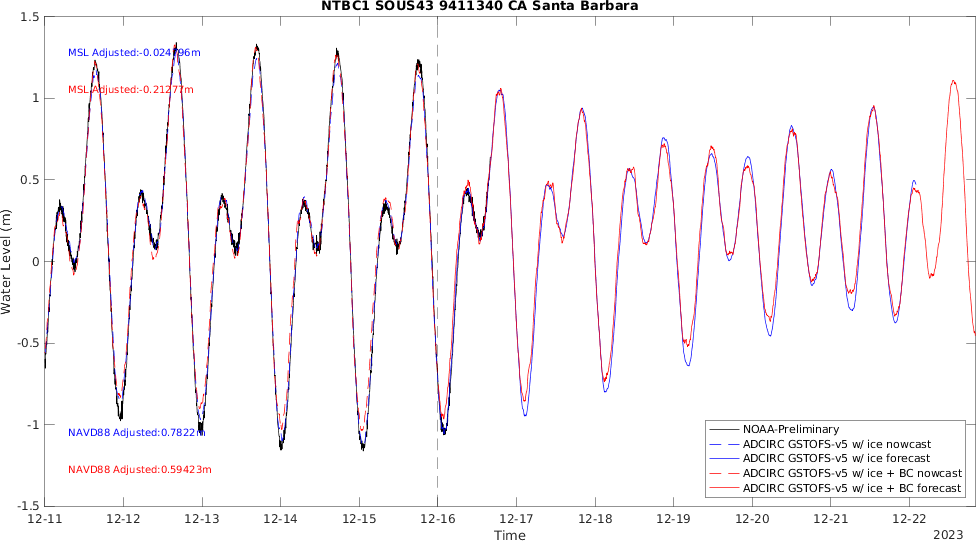 NTBC1 SOUS43 9411340 CA Santa Barbara
1.5
1
0.5
0
-0.5
-1
-1.5
Water Level (m)
MSL Adjusted:-0.024796m
MSL Adjusted:-0.21277m
NAVD88 Adjusted:0.7822m
NAVD88 Adjusted:0.59423m
NOAA-Preliminary
ADCIRC GSTOFS-v5 w/ ice nowcast
ADCIRC GSTOFS-v5 w/ ice forecast
ADCIRC GSTOFS-v5 w/ ice + BC nowcast
ADCIRC GSTOFS-v5 w/ ice + BC forecast
12-11 12-12 12-13 12-14 12-15 12-16 12-17 12-18 12-19 12-20 12-21 12-22
Time
2023